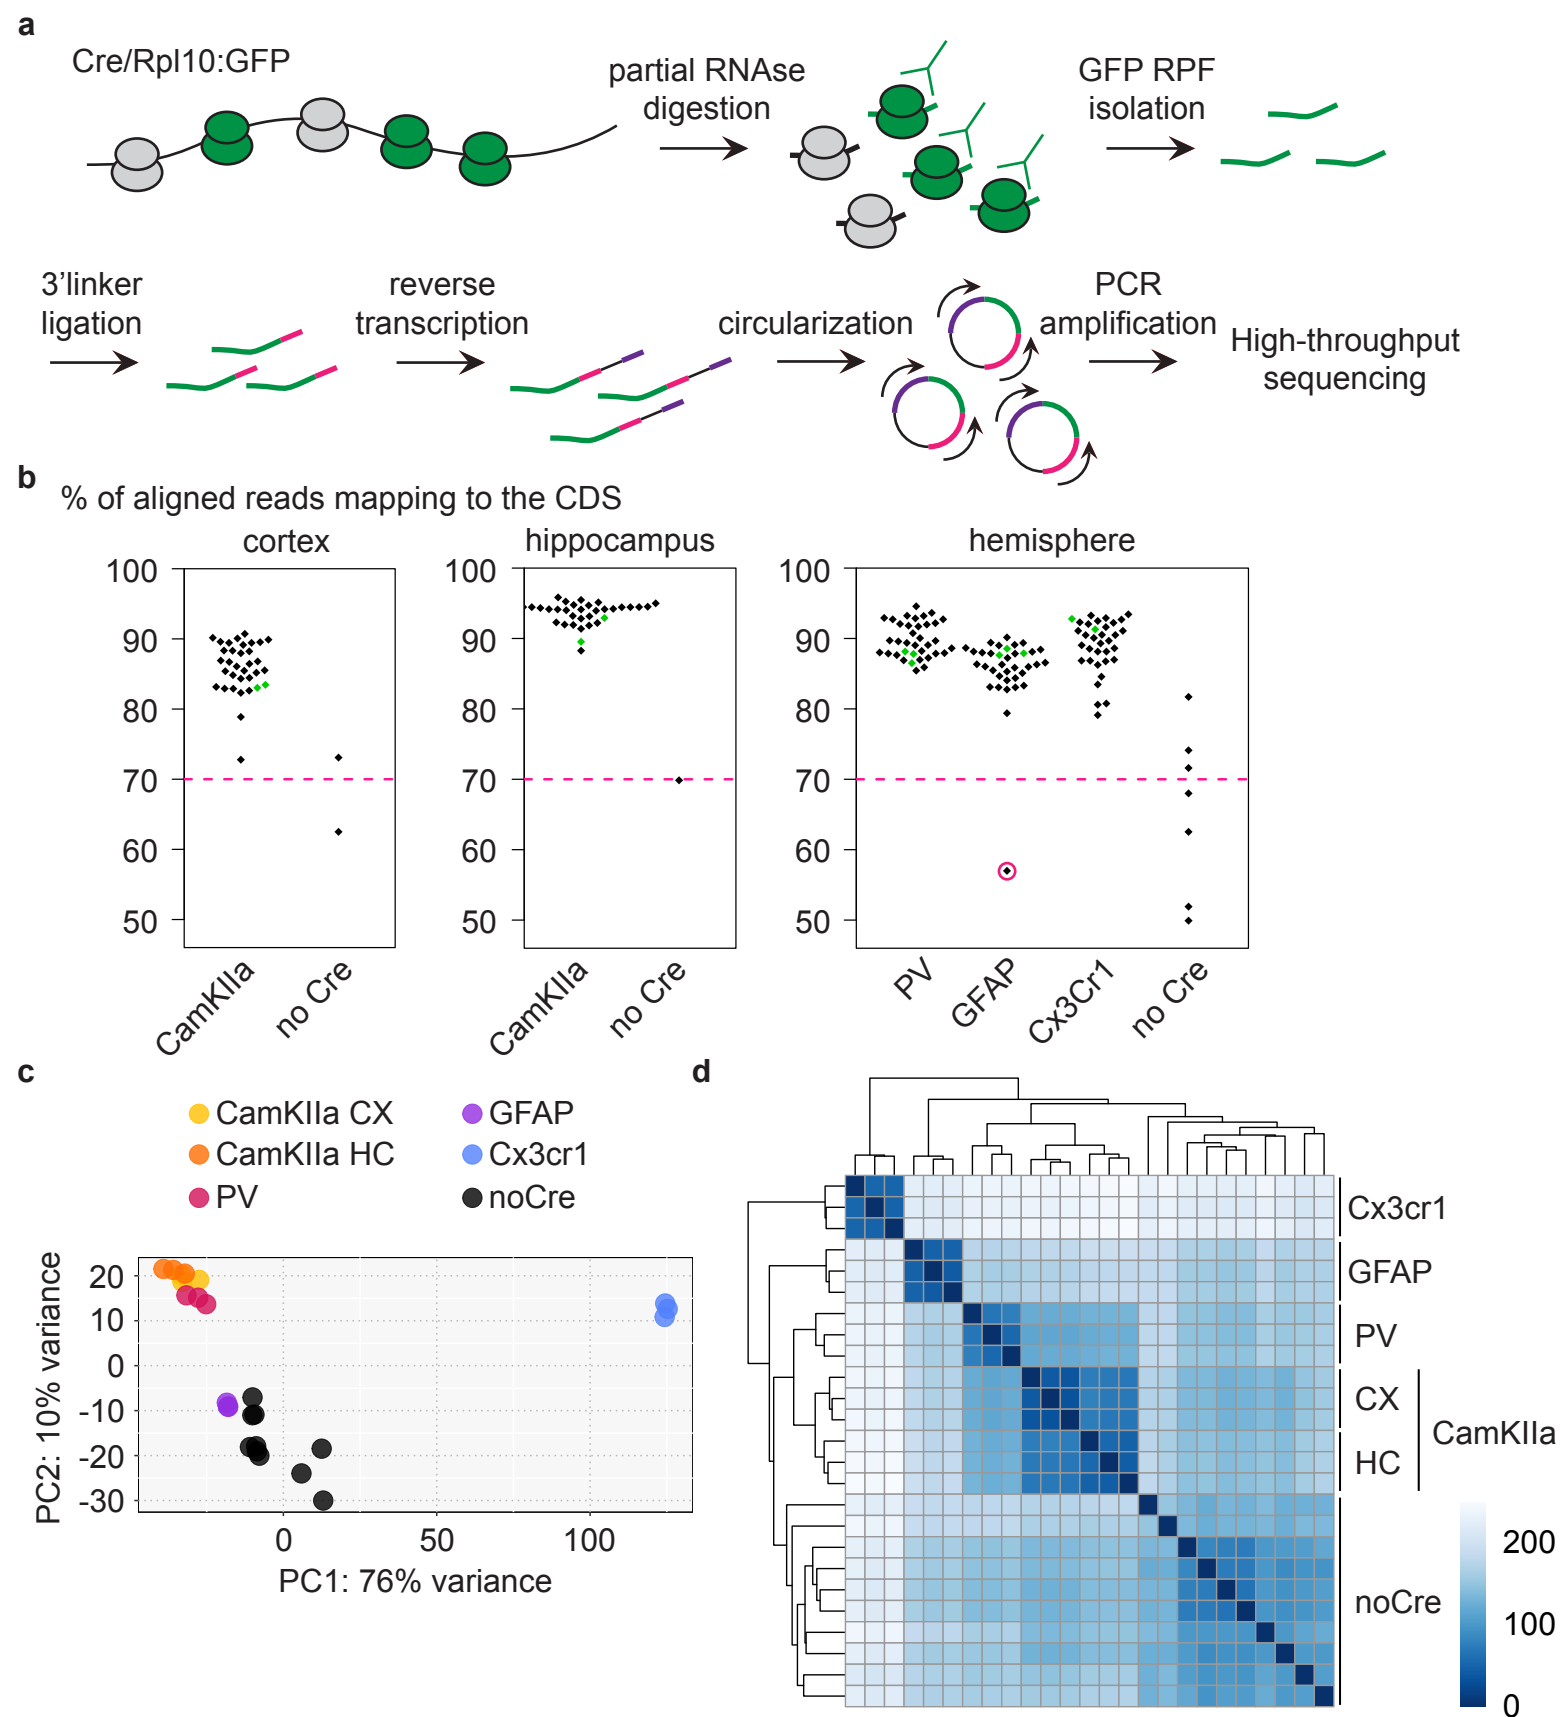 a
Cre/Rpl10:GFP
partial RNAse
digestion
GFP RPF
isolation
3'linker
ligation
reverse
transcription
circularization
PCR
amplification
High-throughput
sequencing
b
% of aligned reads mapping to the CDS
cortex
100
90
80
70
60
50
CamKIIa
no Cre
hippocampus
100
90
80
70
60
50
CamKIIa
no Cre
hemisphere
100
90
80
70
60
50
PV
GFAP
Cx3Cr1
no Cre
c
CamKIIa CX
CamKIIa HC
PV
GFAP
Cx3cr1
noCre
PC2: 10% variance
20
10
0
-10
-20
-30
0
50
100
PC1: 76% variance
d
Cx3cr1
GFAP
PV
CX
HC
CamKIIa
noCre
200
100
0